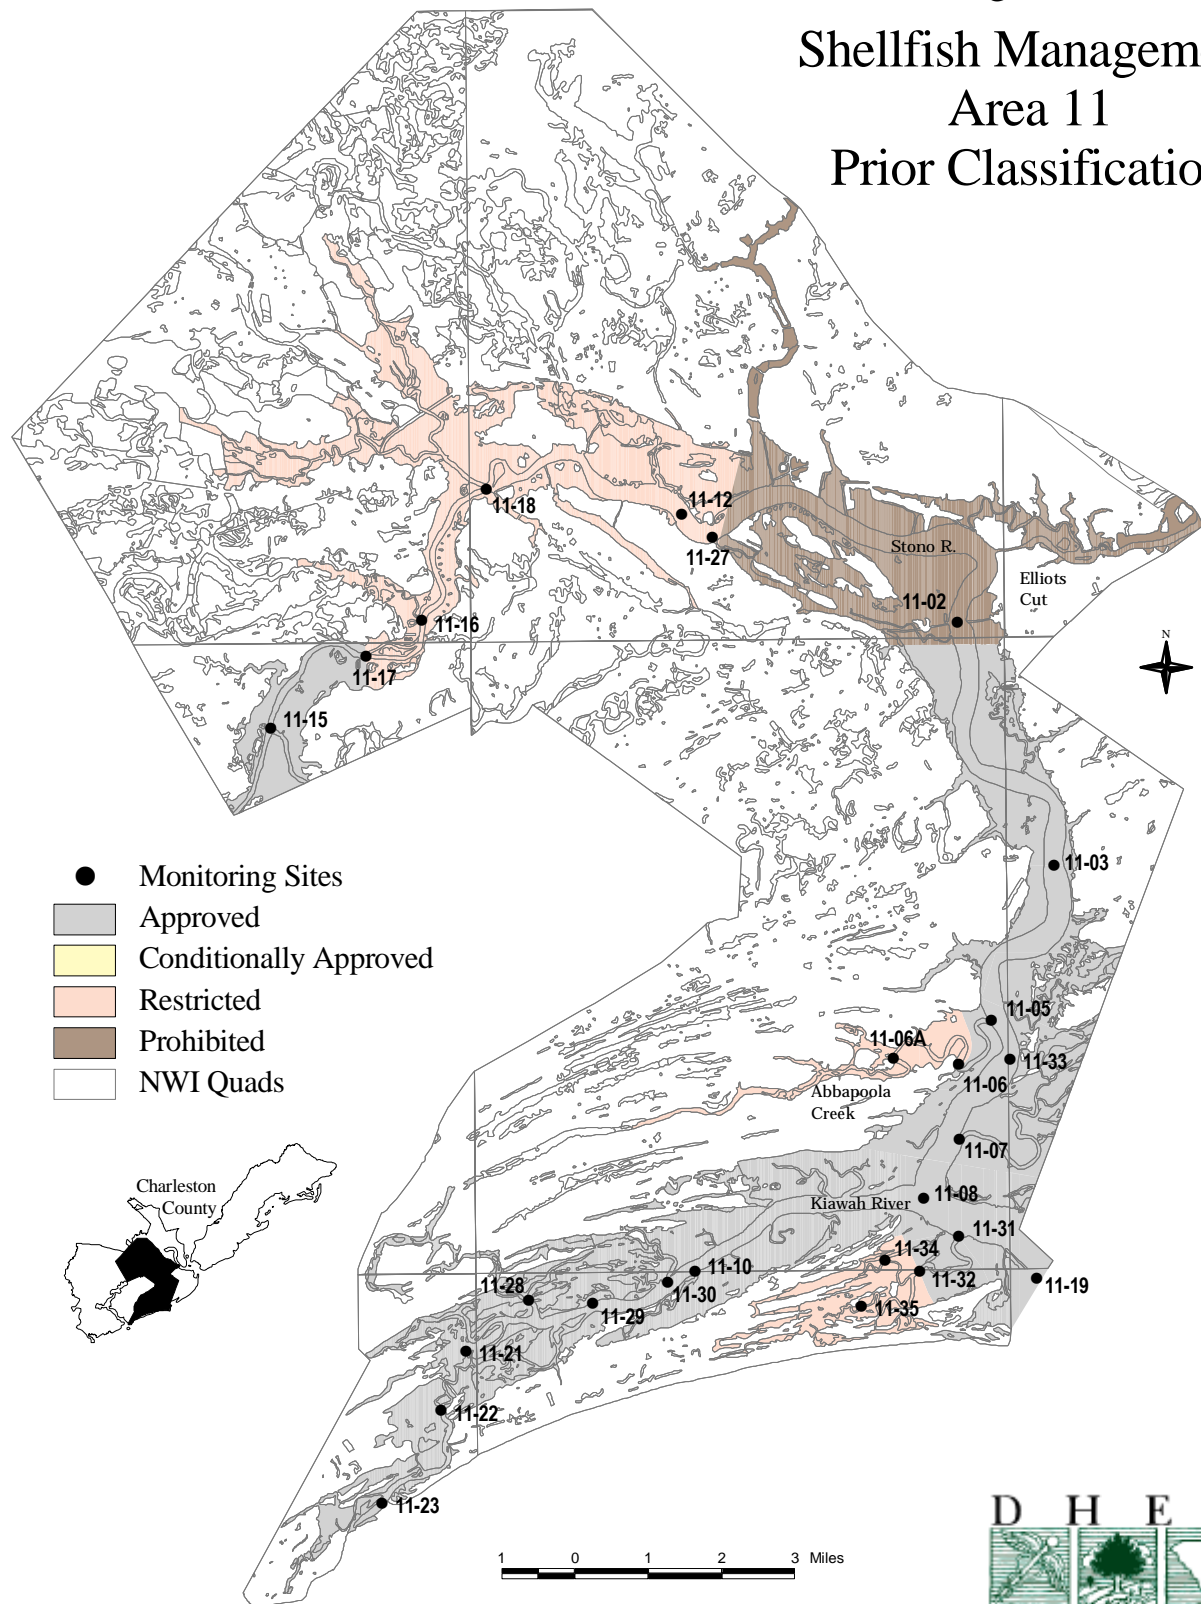 Shellfish Managem
Area 11
Prior Classificatio
11-18
11-12
11-27
Stono R.
Elliots
Cut
11-02
11-16
11-17
11-15
N
11-03
Monitoring Sites
Approved
Conditionally Approved
Restricted
Prohibited
NWI Quads
11-05
11-06A
11-33
11-06
Abbapoola
Creek
11-07
Charleston
County
11-08
Kiawah River
11-31
11-34
11-10
11-32
11-19
11-28
11-30
11-29
11-35
11-21
11-22
11-23
1 0 1 2 3 Miles
D H E